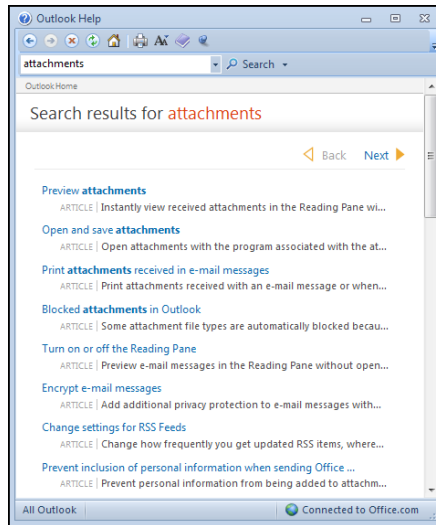 Outlook Help
attachments
Search
Outlook Home
Search results for attachments
Back Next
Preview attachments
ARTICLE | Instantly view received attachments in the Reading Pane wi...
Open and save attachments
ARTICLE | Open attachments with the program associated with the at...
Print attachments received in e-mail messages
ARTICLE | Print attachments received with an e-mail message or when...
Blocked attachments in Outlook
ARTICLE | Some attachment file types are automatically blocked becau...
Turn on or off the Reading Pane
ARTICLE | Preview e-mail messages in the Reading Pane without open...
Encrypt e-mail messages
ARTICLE | Add additional privacy protection to e-mail messages with...
Change settings for RSS Feeds
ARTICLE | Change how frequently you get updated RSS items, where...
Prevent inclusion of personal information when sending Office ...
ARTICLE | Prevent personal information from being added to attachm...
All Outlook
Connected to Office.com